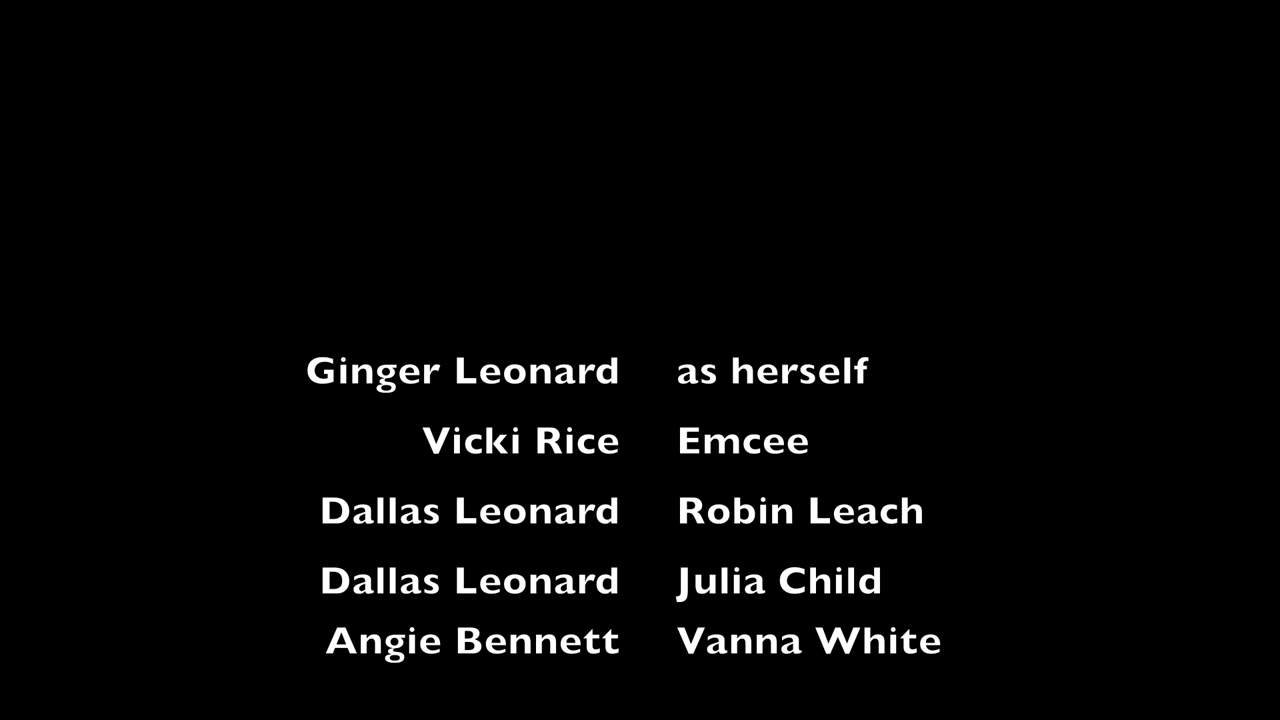 Ginger Leonard as herself
Vicki Rice Emcee
Dallas Leonard Robin Leach
Dallas Leonard Julia Child
Angie Bennett Vanna White